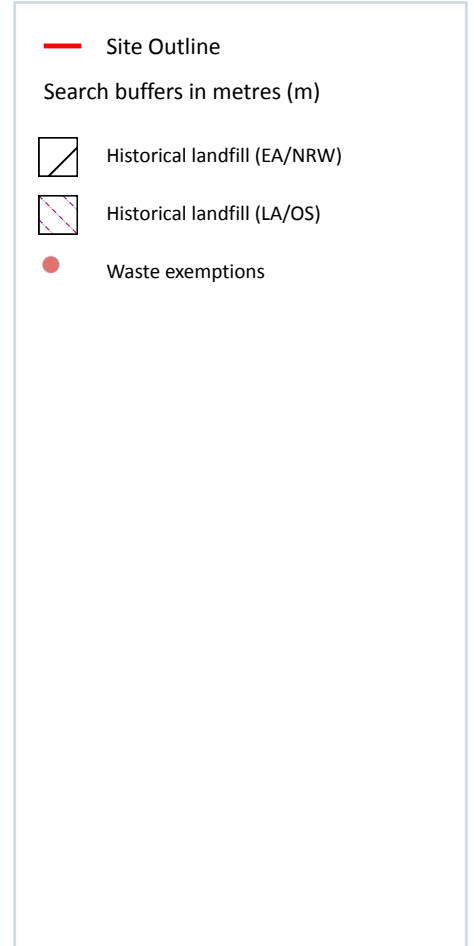 Site Outline
Search buffers in metres (m)
Historical landfill (EA/NRW)
Historical landfill (LA/OS)
Waste exemptions